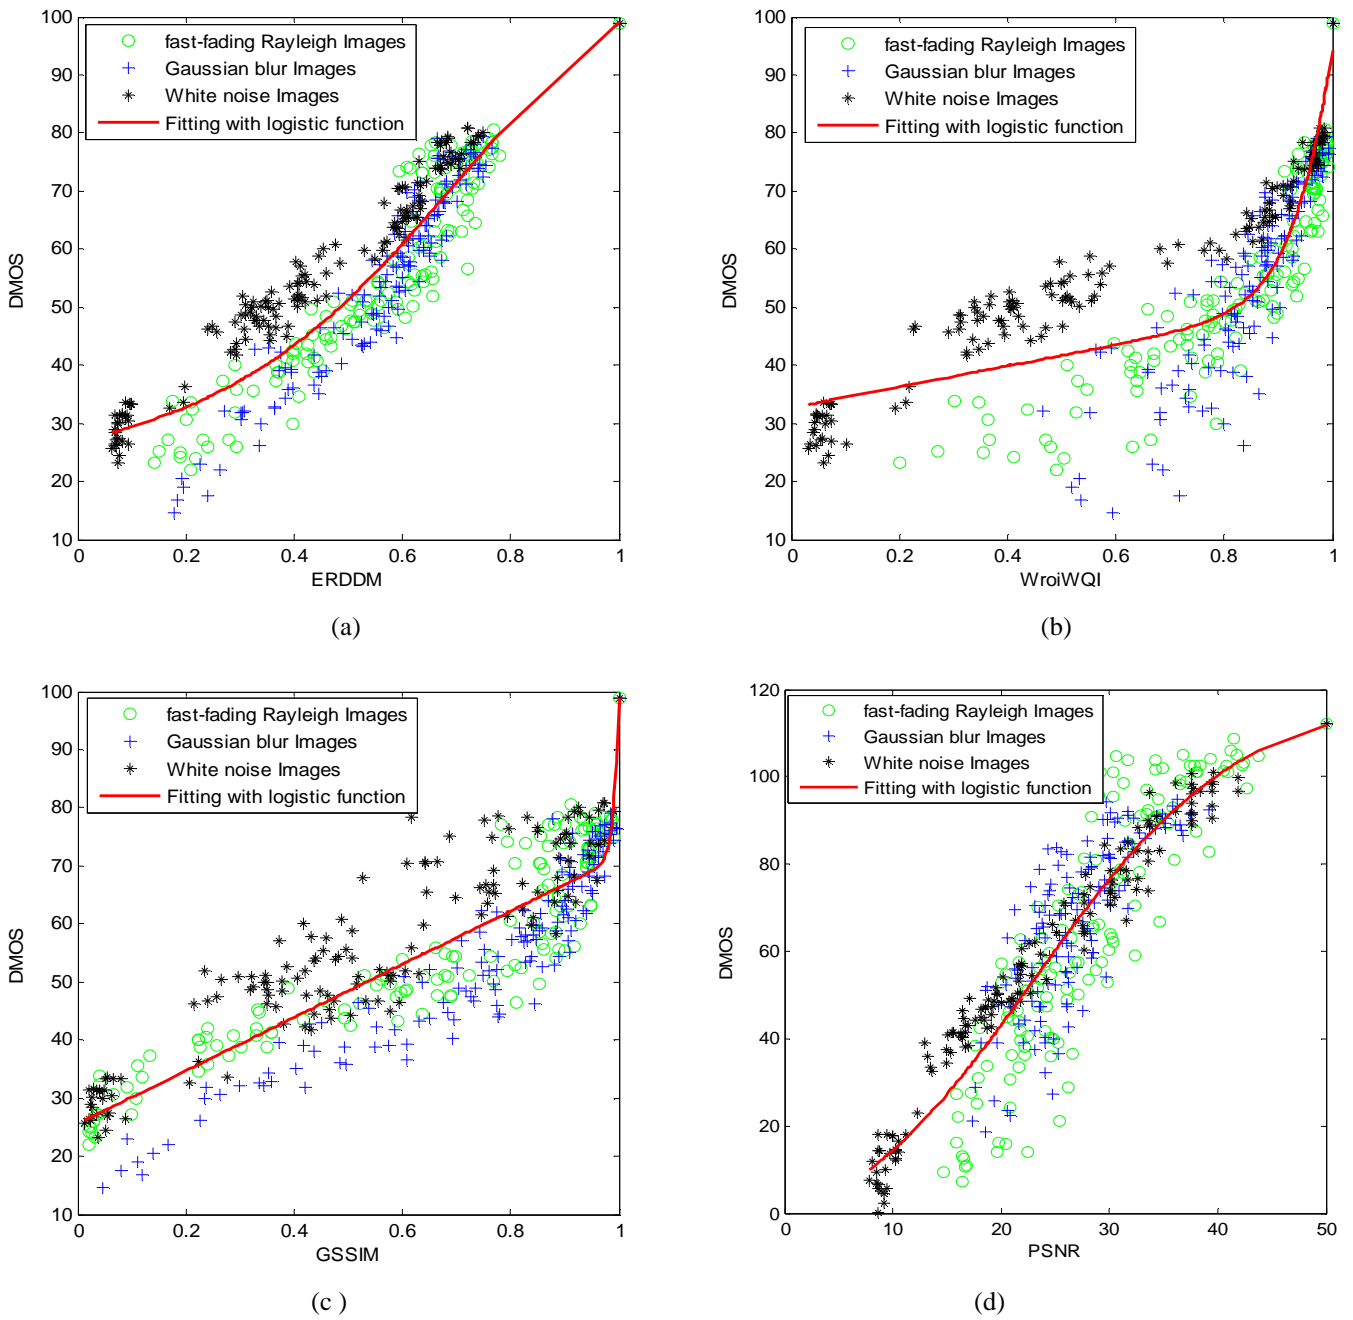 100
90
80
70
60
50
40
30
20
10
DMOS
fast-fading Rayleigh Images
Gaussian blur Images
White noise Images
Fitting with logistic function
0 0.2 0.4 0.6 0.8 1
ERDDM
(a)
100
90
80
70
60
50
40
30
20
10
DMOS
fast-fading Rayleigh Images
Gaussian blur Images
White noise Images
Fitting with logistic function
0 0.2 0.4 0.6 0.8 1
WroiWQI
(b)
100
90
80
70
60
50
40
30
20
10
DMOS
fast-fading Rayleigh Images
Gaussian blur Images
White noise Images
Fitting with logistic function
0 0.2 0.4 0.6 0.8 1
GSSIM
(c )
120
100
80
60
40
20
0
DMOS
fast-fading Rayleigh Images
Gaussian blur Images
White noise Images
Fitting with logistic function
0 10 20 30 40 50
PSNR
(d)